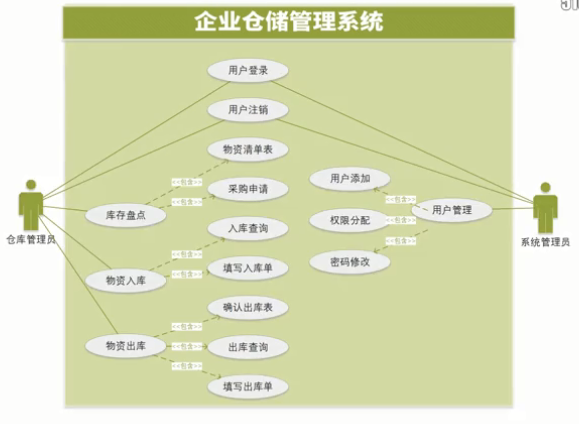 企业仓储管理系统
用户登录
用户注销
物资清单表
<<包含>>
采购申请
<<包含>>
库存盘点
入库查询
<<包含>>
填写入库单
<<包含>>
物资入库
确认出库表
<<包含>>
物资出库
<<包含>>
出库查询
<<包含>>
填写出库单
用户添加
<<包含>>
权限分配
<<包含>>
用户管理
密码修改
<<包含>>
仓库管理员
系统管理员